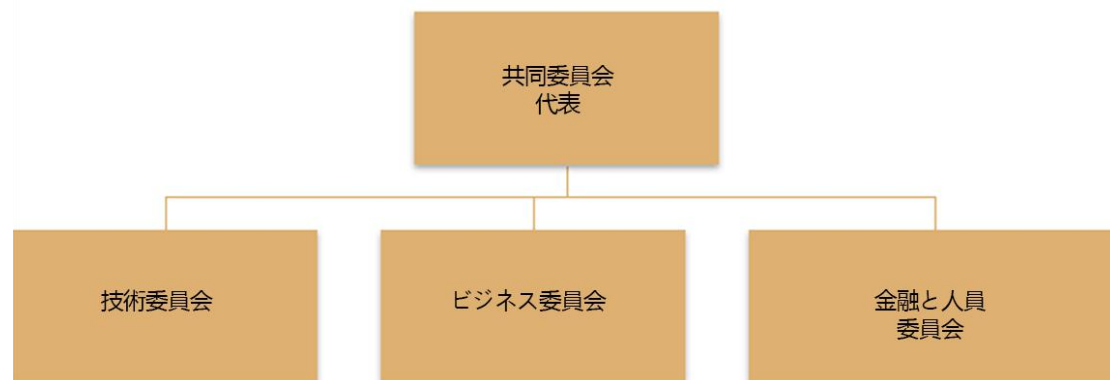 共同委員会
代表
技術委員会
ビジネス委員会
金融と人員
委員会